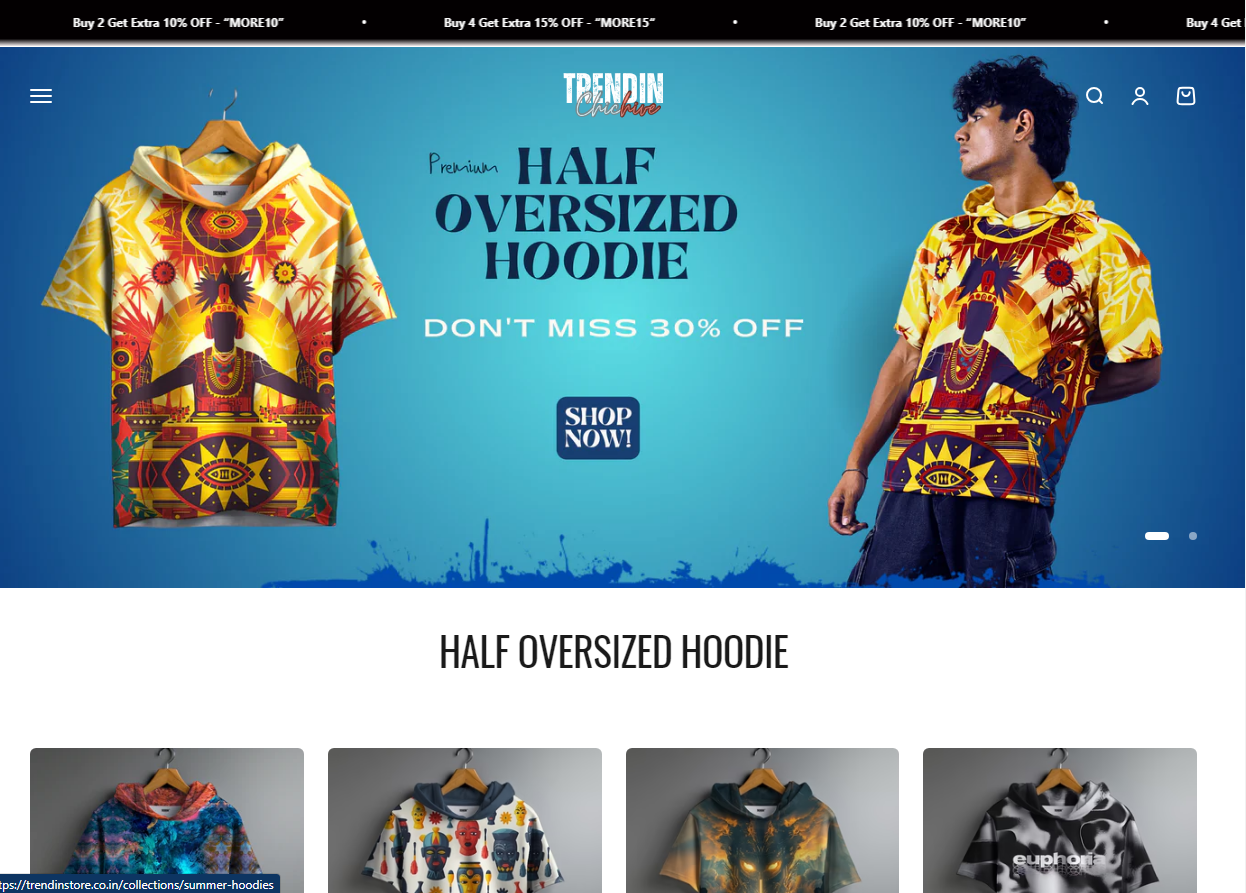 Buy 2 Get Extra 10% OFF - “MORE10” • Buy 4 Get Extra 15% OFF - “MORE15” • Buy 2 Get Extra 10% OFF - “MORE10” • Buy 4 Get
TRENDIN
Chichive
Premium HALF
OVERSIZED
HOODIE
DON'T MISS 30% OFF
SHOP
NOW!
HALF OVERSIZED HOODIE
euphoria
tps://trendinstore.co.in/collections/summer-hoodies